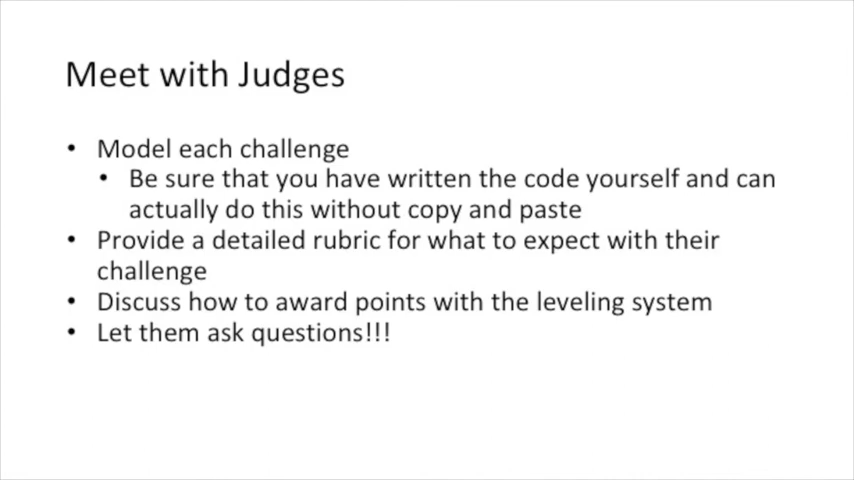 Meet with Judges
• Model each challenge
• Be sure that you have written the code yourself and can
actually do this without copy and paste
• Provide a detailed rubric for what to expect with their
challenge
• Discuss how to award points with the leveling system
• Let them ask questions!!!